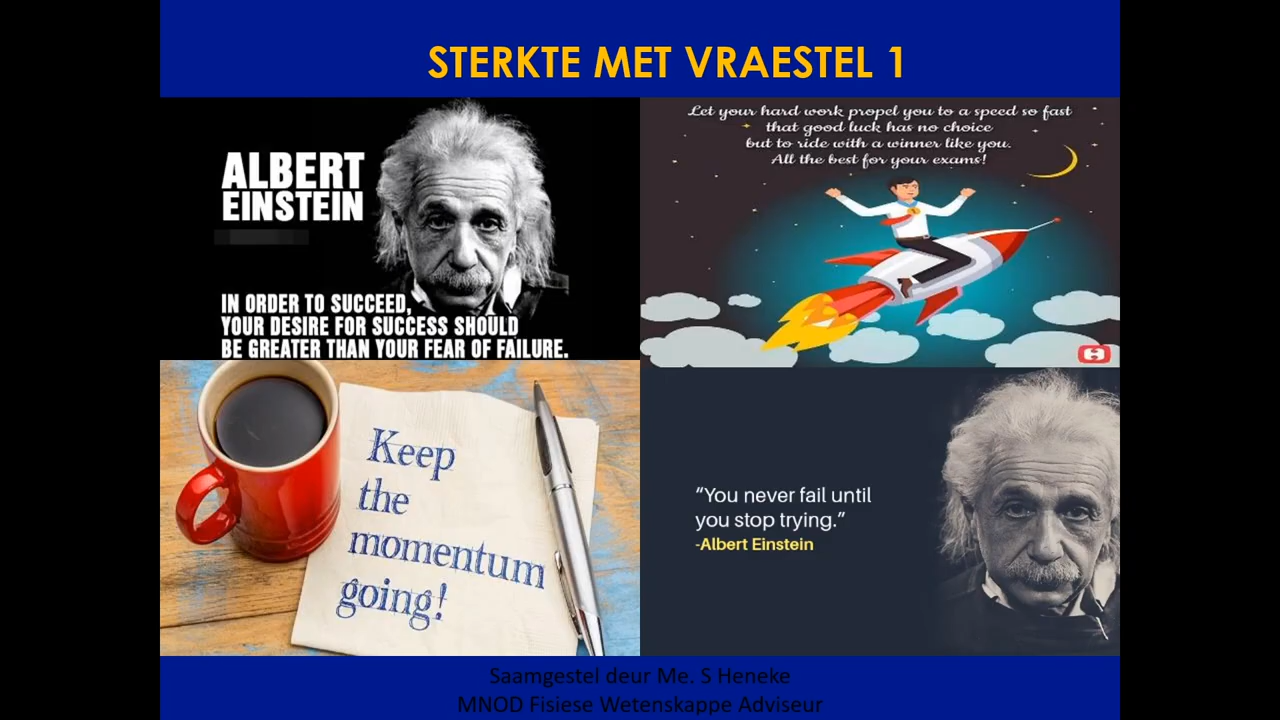 STERKTE MET VRAESTEL 1
ALBERT
EINSTEIN
IN ORDER TO SUCCEED,
YOUR DESIRE FOR SUCCESS SHOULD
BE GREATER THAN YOUR FEAR OF FAILURE.
Let your hard work propel you to a speed so fast
that good luck has no choice
but to ride with a winner like you.
All the best for your exams!
Keep
the
momentum
going!
“You never fail until
you stop trying.”
-Albert Einstein
Saamgestel deur Me. S Heneke
MNOD Fisiese Wetenskappe Adviseur